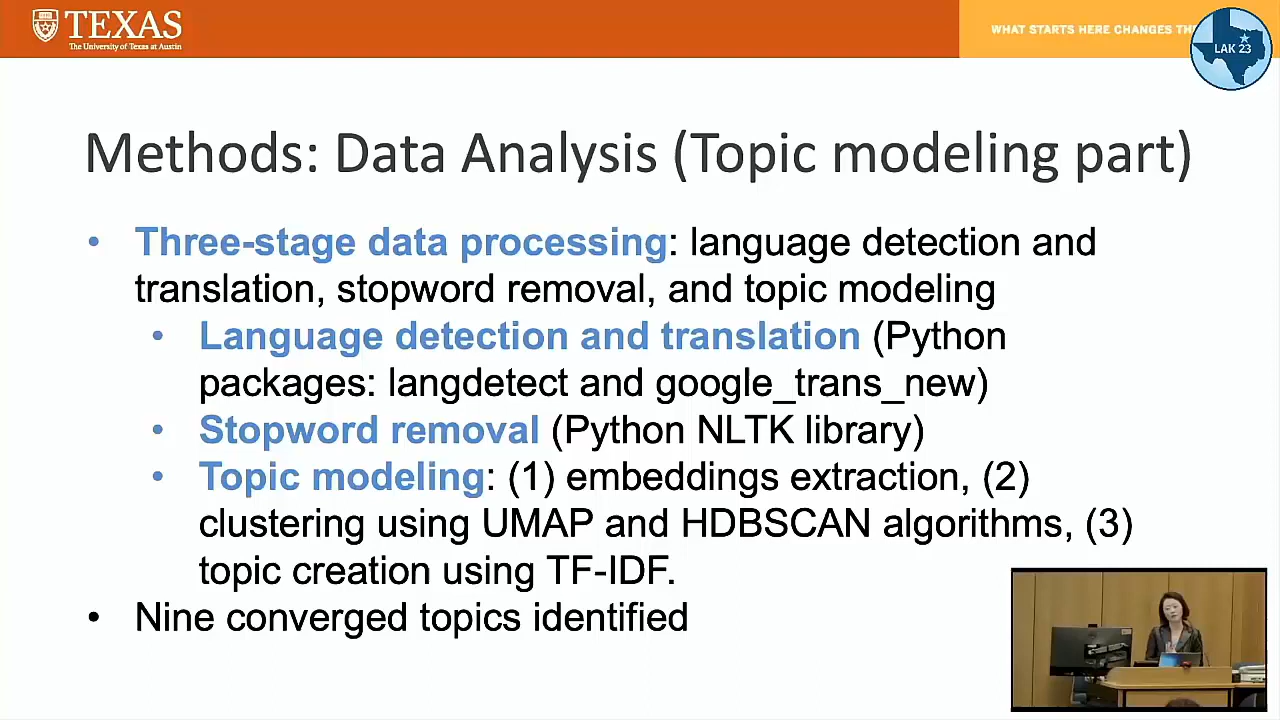 TEXAS
The University of Texas at Austin
WHAT STARTS HERE CHANGES
LAK 23
Methods: Data Analysis (Topic modeling part)
• Three-stage data processing: language detection and
translation, stopword removal, and topic modeling
• Language detection and translation (Python
packages: langdetect and google_trans_new)
• Stopword removal (Python NLTK library)
• Topic modeling: (1) embeddings extraction, (2)
clustering using UMAP and HDBSCAN algorithms, (3)
topic creation using TF-IDF.
• Nine converged topics identified